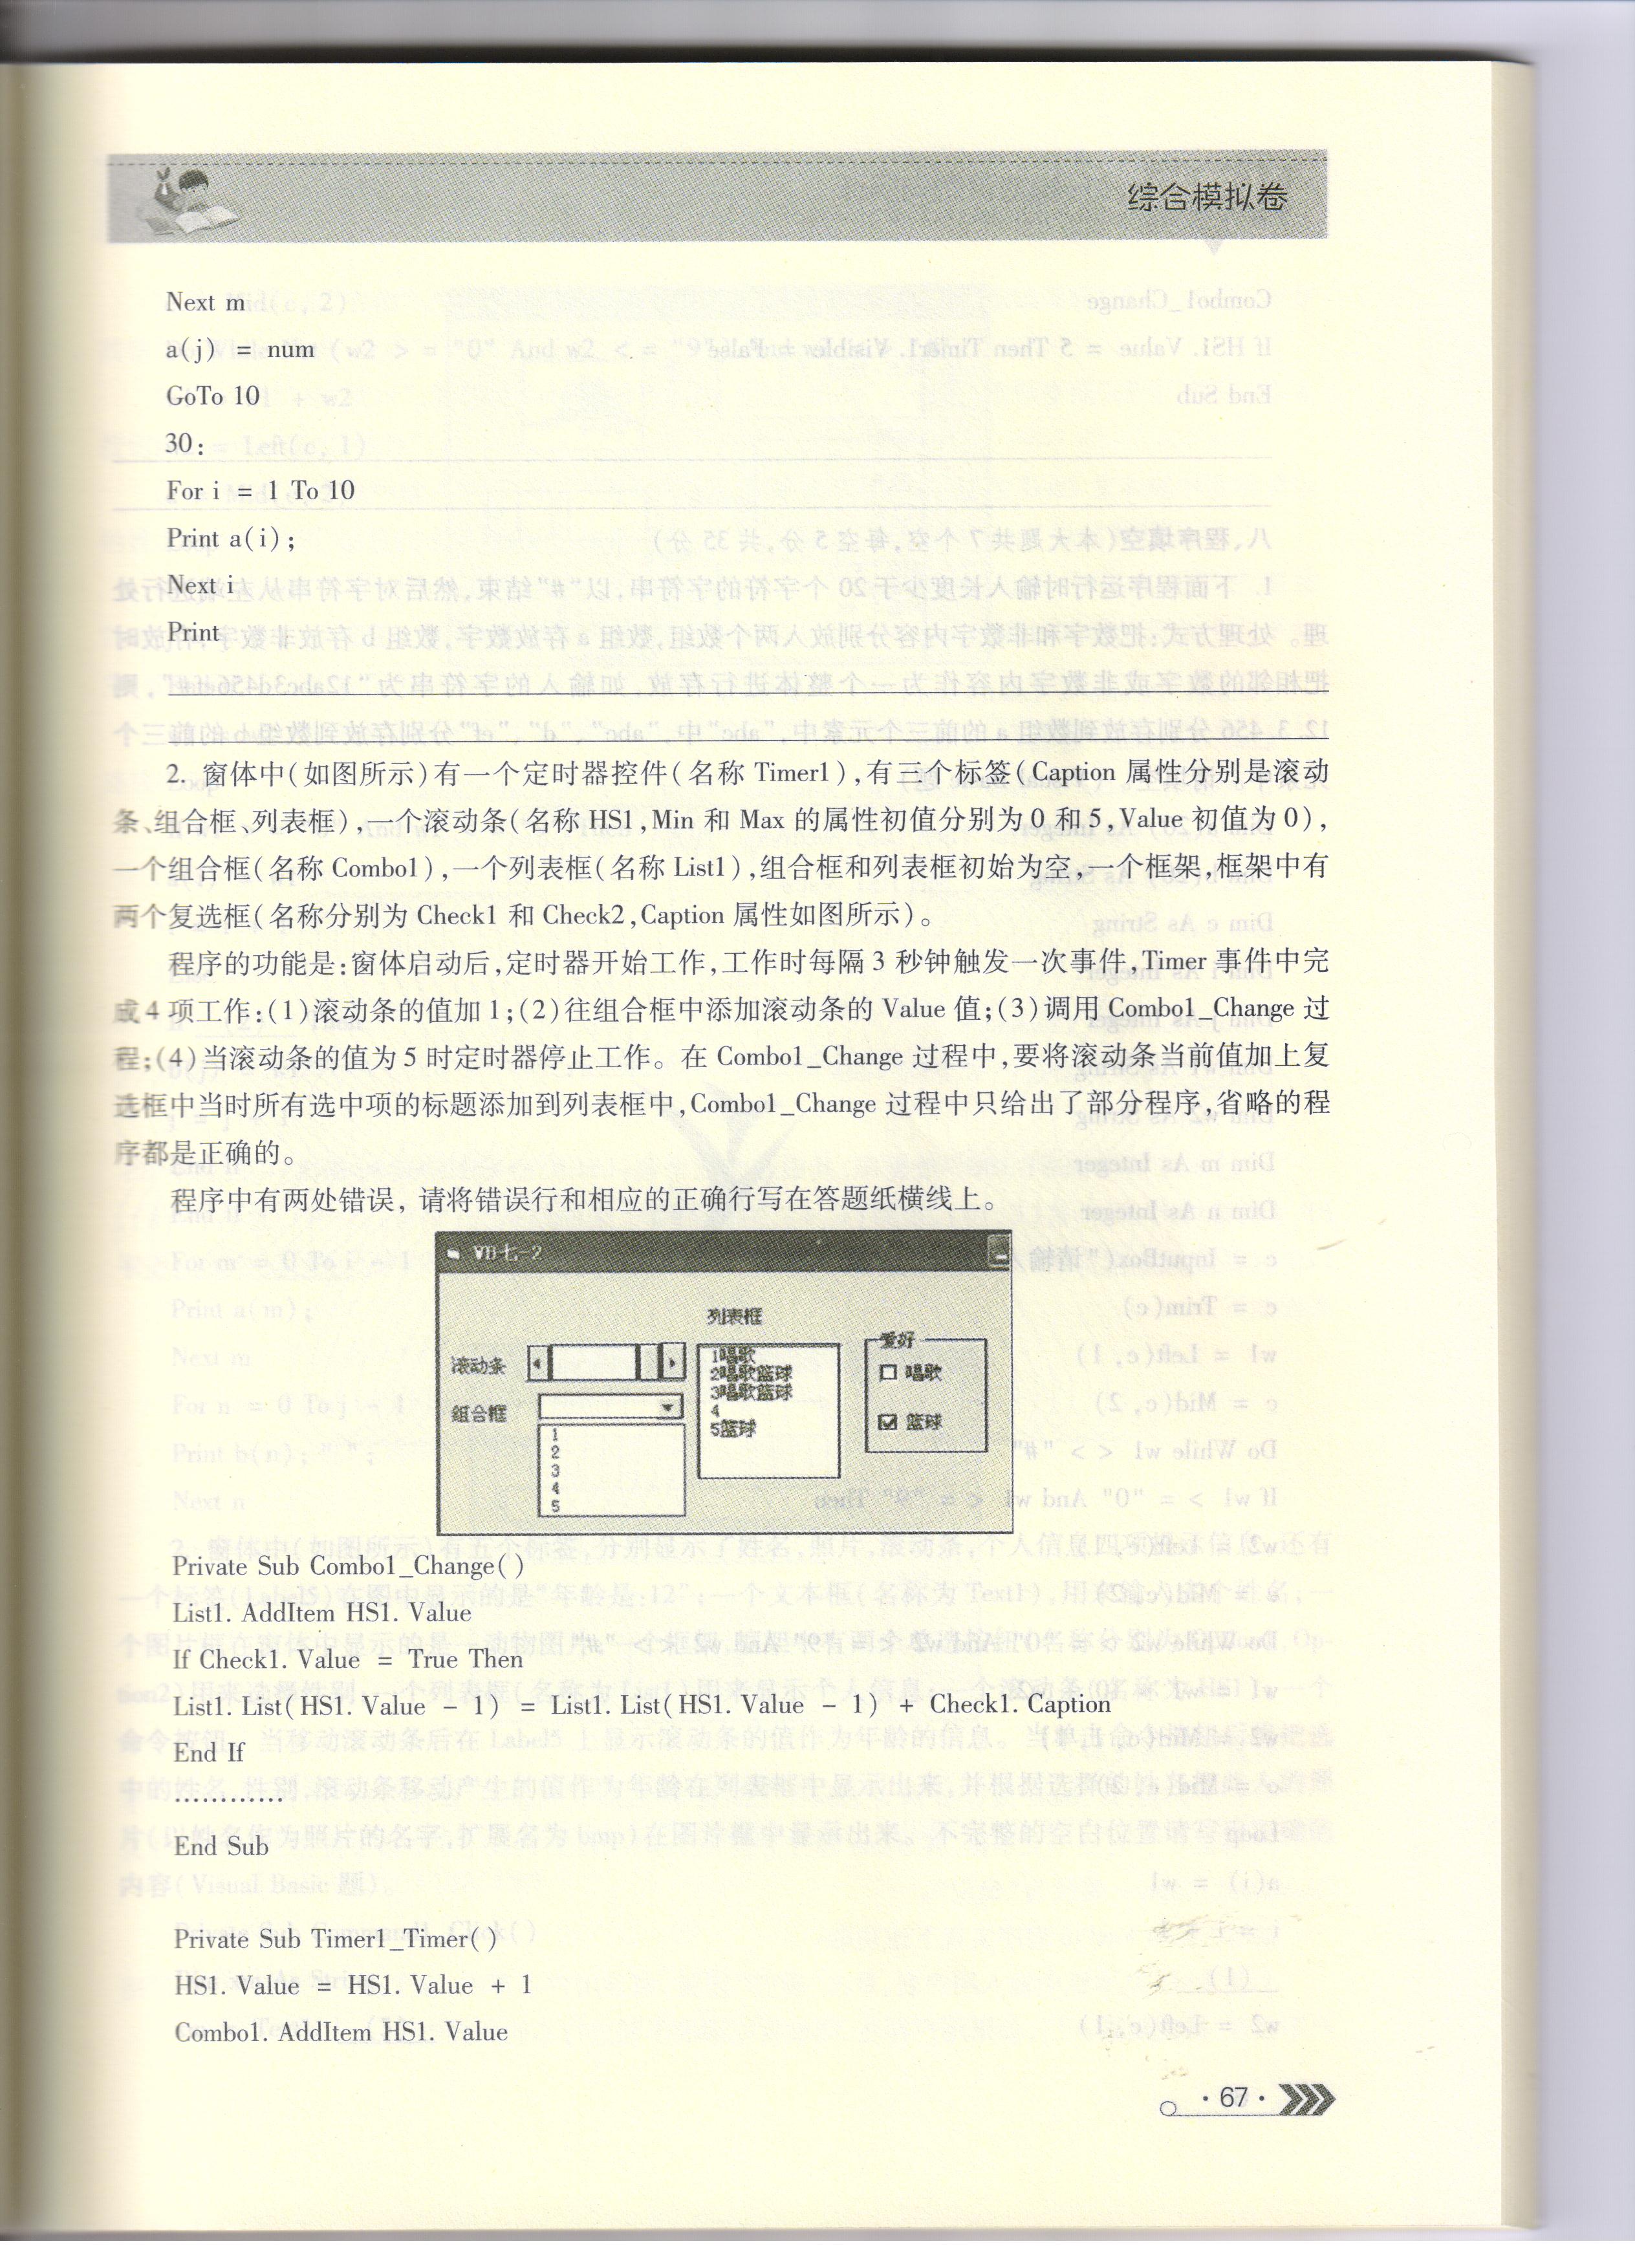 综合模拟卷
Next m
a(j) = num
GoTo 10
30:
For i = 1 To 10
Print a(i);
Next i
Print
2. 窗体中(如图所示)有一个定时器控件(名称 Timer1),有三个标签(Caption 属性分别是滚动
条、组合框、列表框),一个滚动条(名称 HS1,Min 和 Max 的属性初值分别为 0 和 5,Value 初值为 0),
一个组合框(名称 Combo1),一个列表框(名称 List1),组合框和列表框初始为空,一个框架,框架中有
两个复选框(名称分别为 Check1 和 Check2,Caption 属性如图所示)。
程序的功能是:窗体启动后,定时器开始工作,工作时每隔 3 秒钟触发一次事件,Timer 事件中完
成 4 项工作:(1)滚动条的值加 1;(2)往组合框中添加滚动条的 Value 值;(3)调用 Combo1_Change 过
程;(4)当滚动条的值为 5 时定时器停止工作。在 Combo1_Change 过程中,要将滚动条当前值加上复
选框中当时所有选中项的标题添加到列表框中,Combo1_Change 过程中只给出了部分程序,省略的程
序都是正确的。
程序中有两处错误,请将错误行和相应的正确行写在答题纸横线上。
VB七-2
列表框
滚动条
组合框
1
2
3
4
5
1唱歌
2唱歌篮球
3唱歌篮球
4
5篮球
爱好
唱歌
篮球
Private Sub Combo1_Change( )
List1. AddItem HS1. Value
If Check1. Value = True Then
List1. List(HS1. Value - 1) = List1. List(HS1. Value - 1) + Check1. Caption
End If
…………
End Sub
Private Sub Timer1_Timer( )
HS1. Value = HS1. Value + 1
Combo1. AddItem HS1. Value
· 67 ·